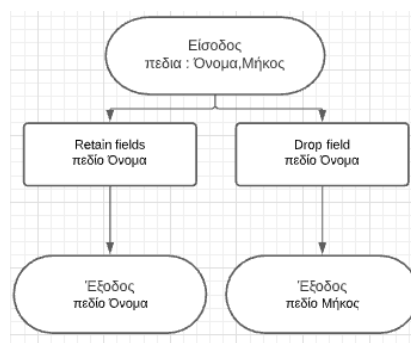 Είσοδος
πεδια : Όνομα,Μήκος
Retain fields
πεδίο Όνομα
Drop field
πεδίο Όνομα
Έξοδος
πεδίο Όνομα
Έξοδος
πεδίο Μήκος